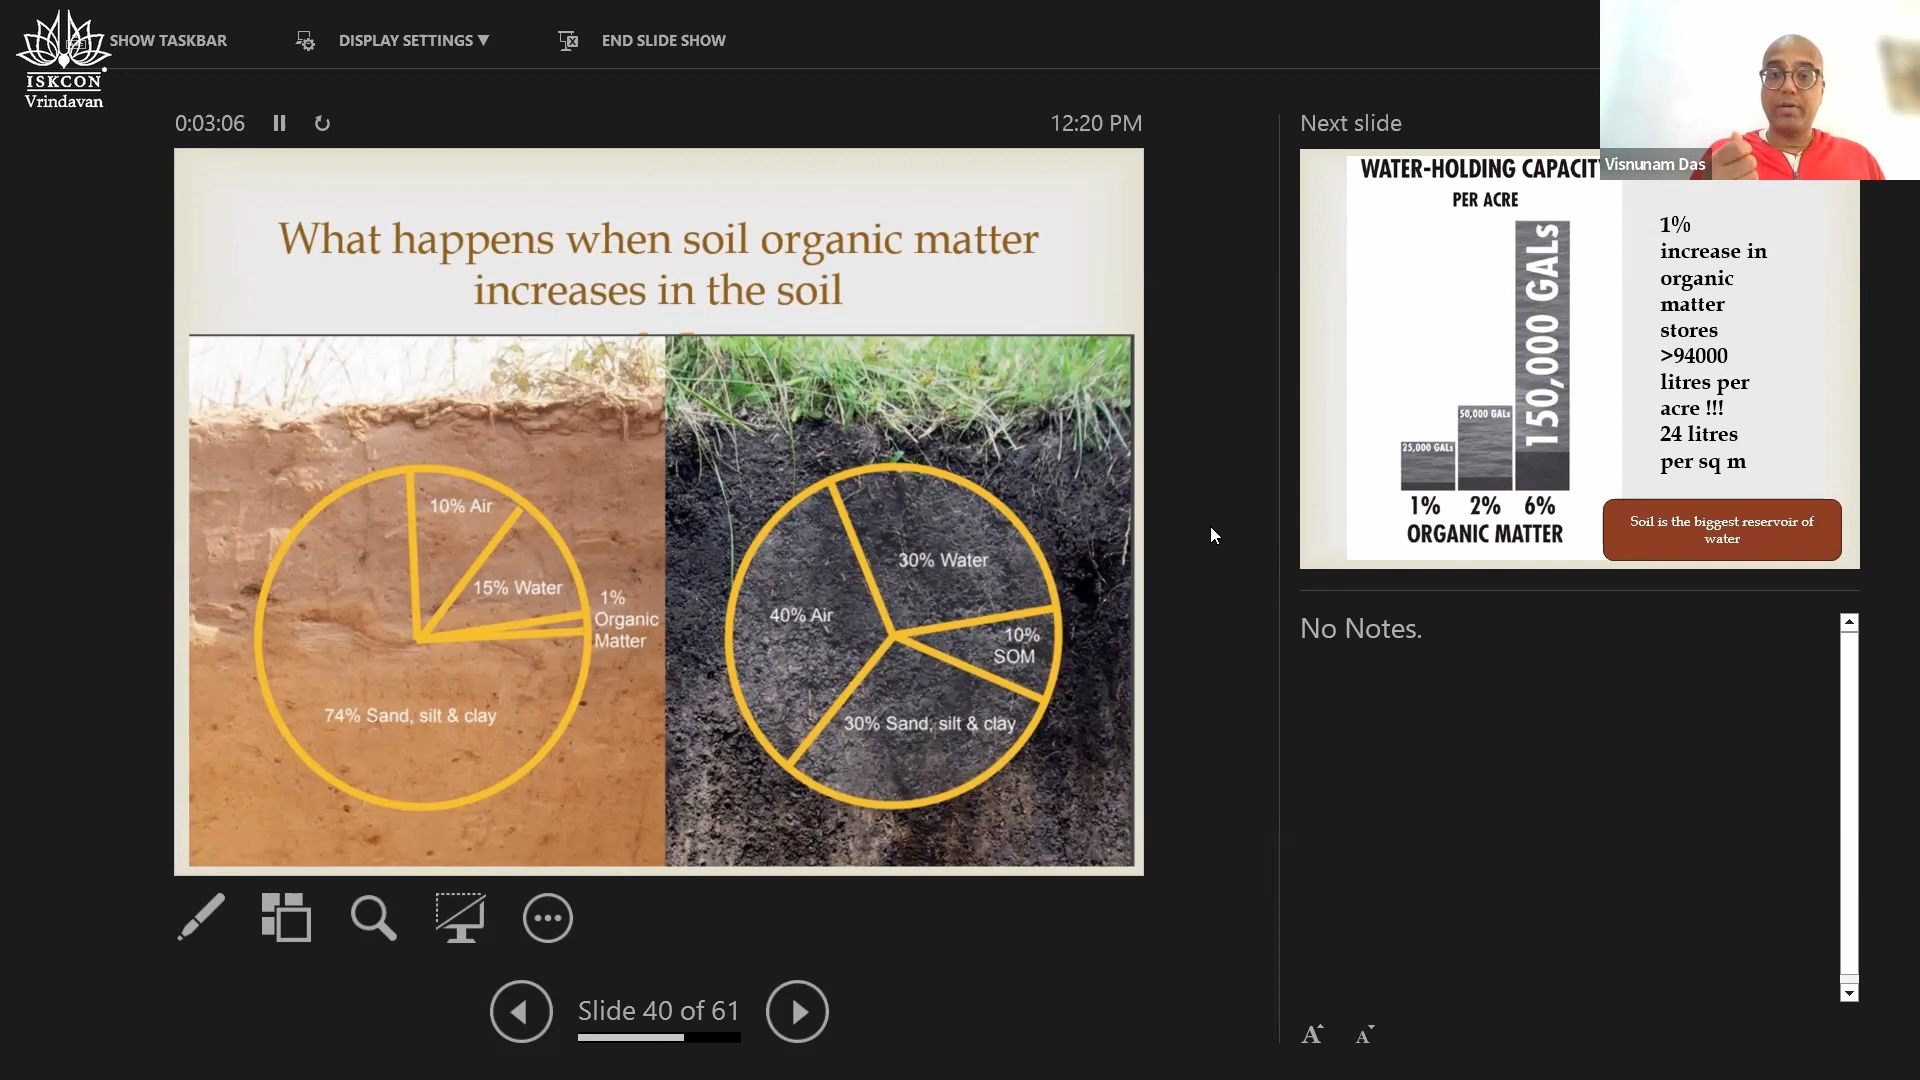 ISKCON
Vrindavan
SHOW TASKBAR
DISPLAY SETTINGS ▼
END SLIDE SHOW
0:03:06
12:20 PM
What happens when soil organic matter
increases in the soil
10% Air
15% Water
1%
Organic
Matter
74% Sand, silt & clay
30% Water
40% Air
10%
SOM
30% Sand, silt & clay
Slide 40 of 61
Next slide
Visnunam Das
WATER-HOLDING CAPACITY
PER ACRE
25,000 GALs
50,000 GALs
150,000 GALs
1% 2% 6%
ORGANIC MATTER
1%
increase in
organic
matter
stores
>94000
litres per
acre !!!
24 litres
per sq m
Soil is the biggest reservoir of
water
No Notes.
A A